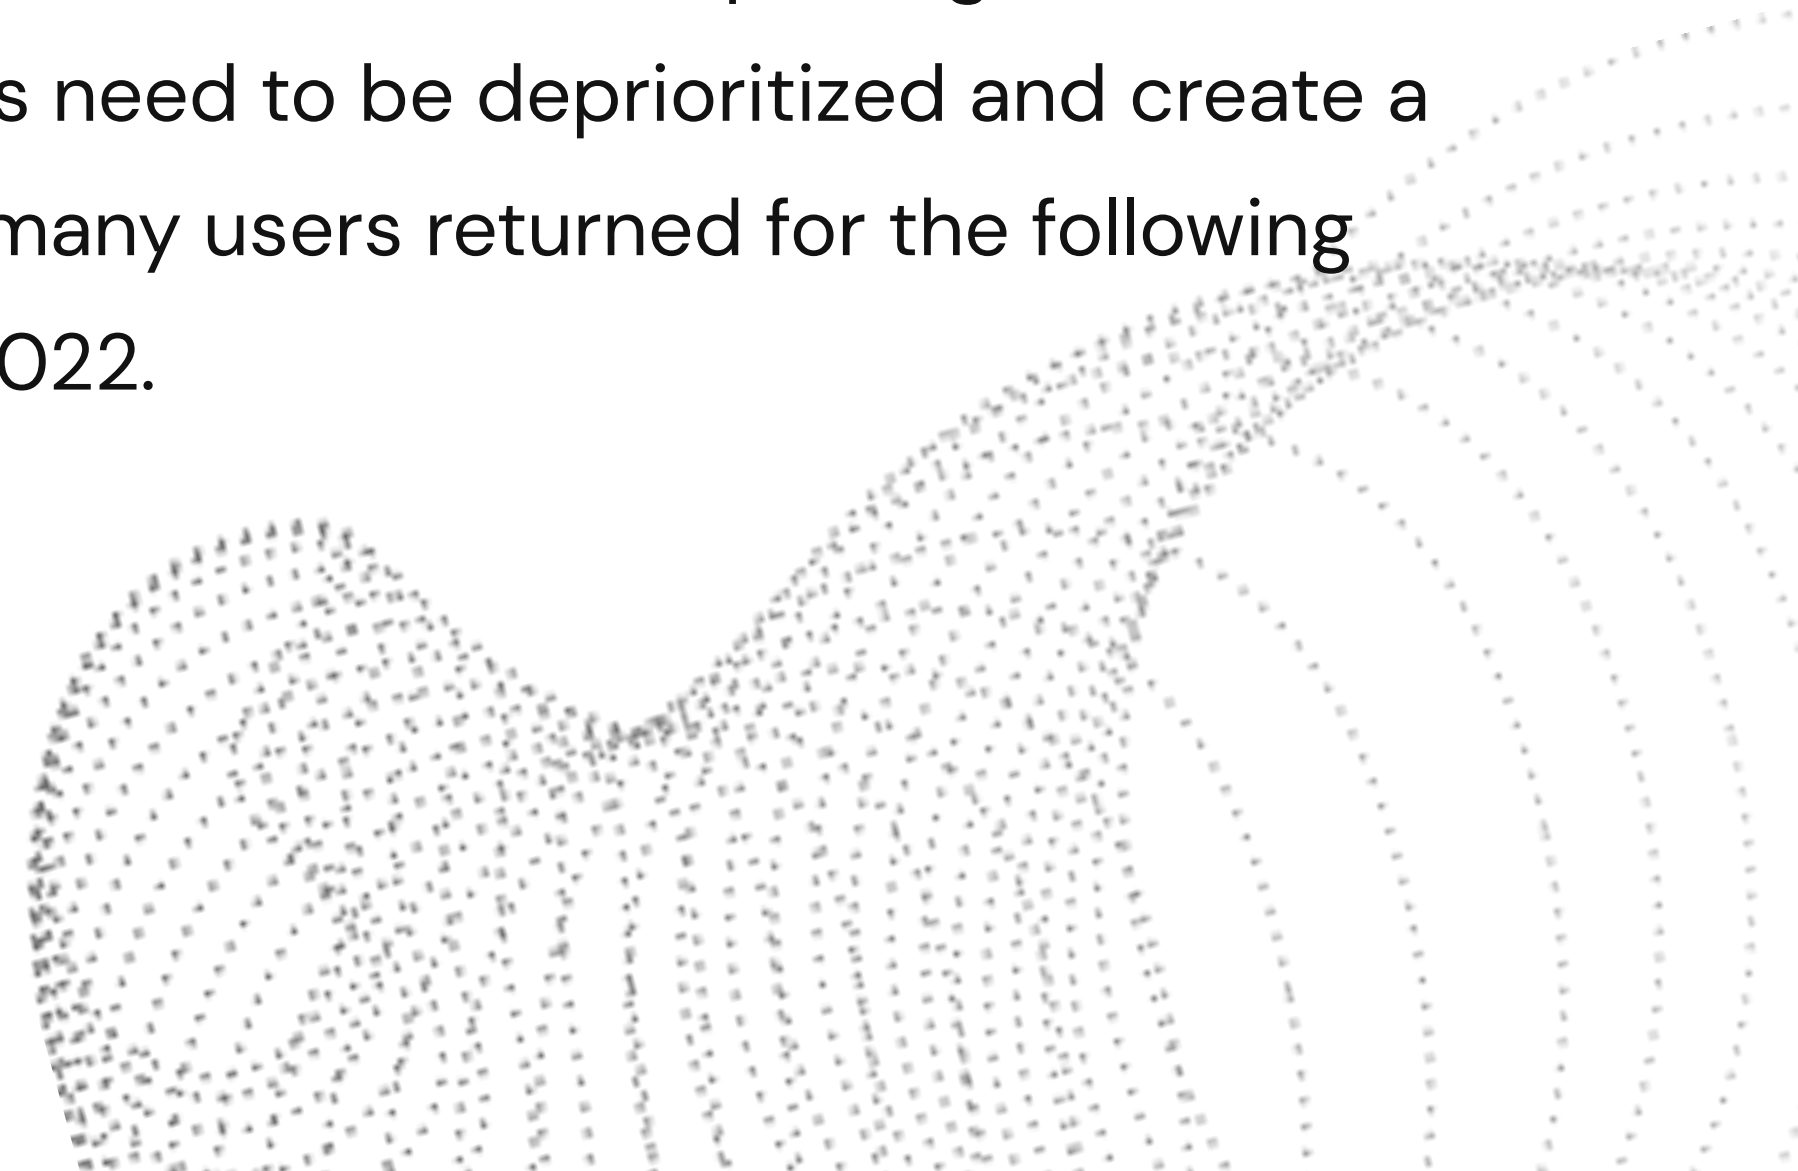 s need to be deprioritized and create a
many users returned for the following
022.